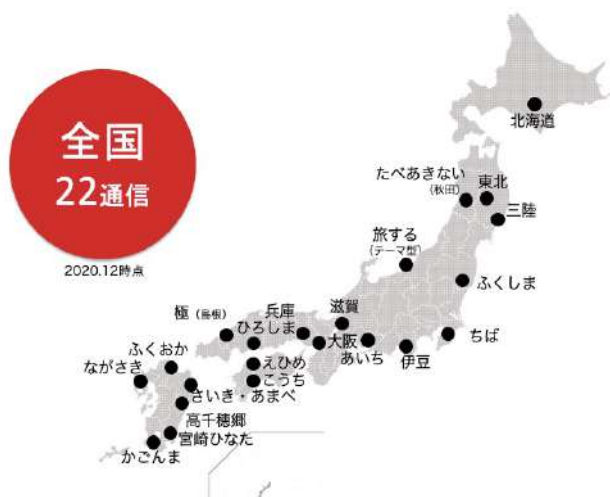 全国
22通信
2020.12時点
北海道
たべあきない
(秋田)
東北
三陸
旅する
(テーマ型)
ふくしま
極(島根)
兵庫
ひろしま
滋賀
大阪
あいち
伊豆
ちば
ふくおか
ながさき
えひめ
こうち
さいき・あまべ
高千穂郷
宮崎ひなた
かごんま